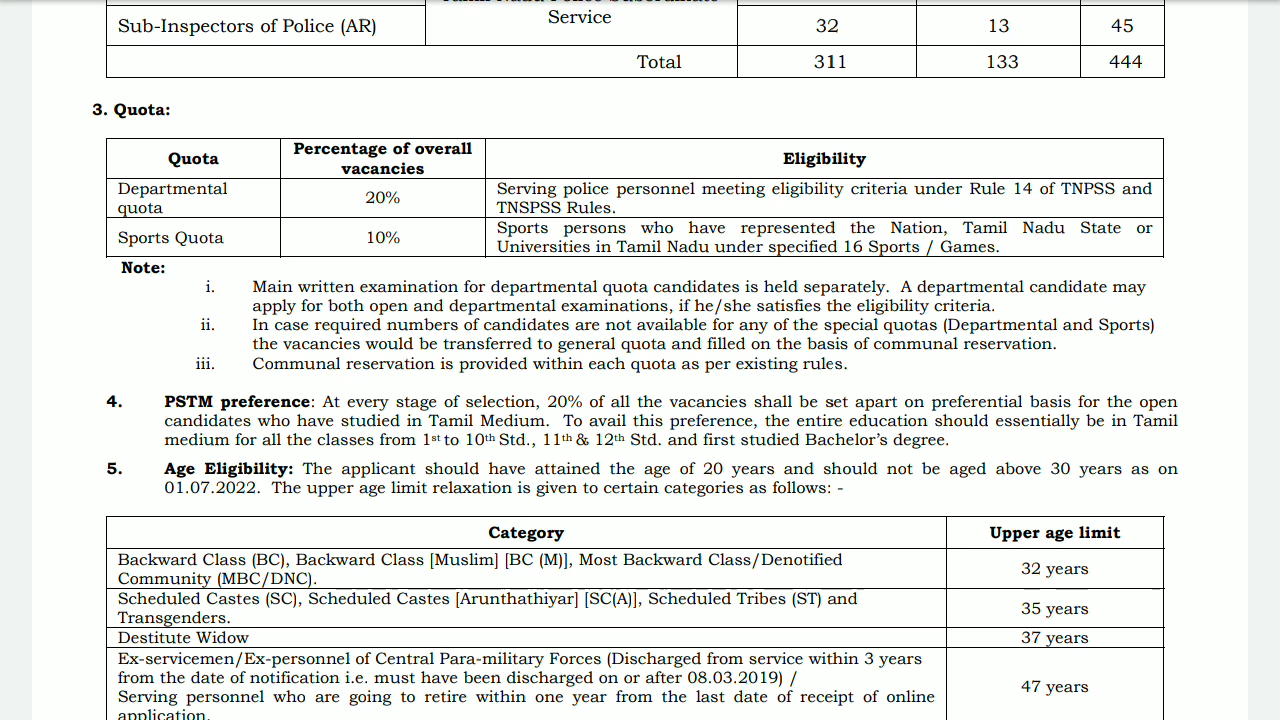 Service
Sub-Inspectors of Police (AR) 32 13 45
Total 311 133 444
3. Quota:
Quota Percentage of overall vacancies Eligibility
Departmental quota 20% Serving police personnel meeting eligibility criteria under Rule 14 of TNPSS and
TNSPSS Rules.
Sports Quota 10% Sports persons who have represented the Nation, Tamil Nadu State or
Universities in Tamil Nadu under specified 16 Sports / Games.
Note:
i. Main written examination for departmental quota candidates is held separately. A departmental candidate may
apply for both open and departmental examinations, if he/she satisfies the eligibility criteria.
ii. In case required numbers of candidates are not available for any of the special quotas (Departmental and Sports)
the vacancies would be transferred to general quota and filled on the basis of communal reservation.
iii. Communal reservation is provided within each quota as per existing rules.
4. PSTM preference: At every stage of selection, 20% of all the vacancies shall be set apart on preferential basis for the open
candidates who have studied in Tamil Medium. To avail this preference, the entire education should essentially be in Tamil
medium for all the classes from 1st to 10th Std., 11th & 12th Std. and first studied Bachelor's degree.
5. Age Eligibility: The applicant should have attained the age of 20 years and should not be aged above 30 years as on
01.07.2022. The upper age limit relaxation is given to certain categories as follows: -
Category Upper age limit
Backward Class (BC), Backward Class [Muslim] [BC (M)], Most Backward Class/Denotified
Community (MBC/DNC). 32 years
Scheduled Castes (SC), Scheduled Castes [Arunthathiyar] [SC(A)], Scheduled Tribes (ST) and
Transgenders. 35 years
Destitute Widow 37 years
Ex-servicemen/Ex-personnel of Central Para-military Forces (Discharged from service within 3 years
from the date of notification i.e. must have been discharged on or after 08.03.2019) /
Serving personnel who are going to retire within one year from the last date of receipt of online 47 years
application.